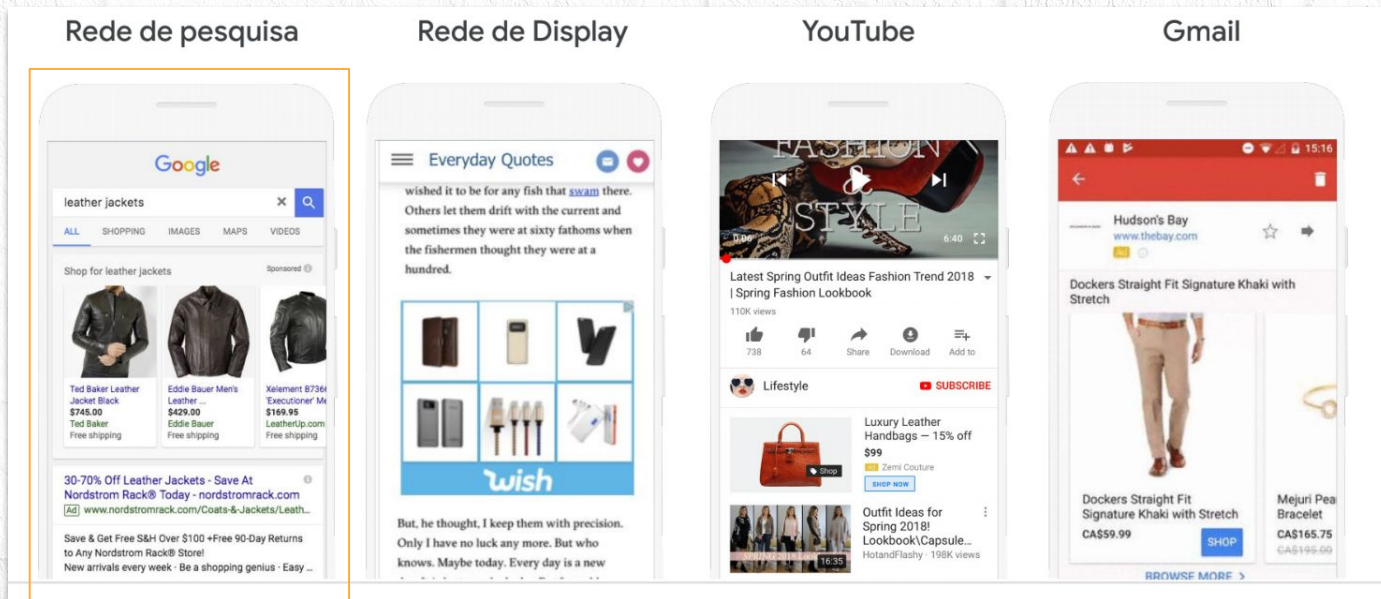 Rede de pesquisa
Rede de Display
YouTube
Gmail
Google
leather jackets
ALL SHOPPING IMAGES MAPS VIDEOS
Shop for leather jackets Sponsored
Ted Baker Leather
Jacket Black
$745.00
Ted Baker
Free shipping
Eddie Bauer Men's
Leather ...
$429.00
Eddie Bauer
Free shipping
Xelement B736
'Executioner' Me
$169.95
LeatherUp.com
Free shipping
30-70% Off Leather Jackets - Save At
Nordstrom Rack® Today - nordstromrack.com
Ad www.nordstromrack.com/Coats-&-Jackets/Leath...
Save & Get Free S&H Over $100 +Free 90-Day Returns
to Any Nordstrom Rack® Store!
New arrivals every week · Be a shopping genius · Easy ...
Everyday Quotes
wished it to be for any fish that swam there.
Others let them drift with the current and
sometimes they were at sixty fathoms when
the fishermen thought they were at a
hundred.
wish
But, he thought, I keep them with precision.
Only I have no luck any more. But who
knows. Maybe today. Every day is a new
FASHION
&
STYLE
0:06 6:40
Latest Spring Outfit Ideas Fashion Trend 2018
| Spring Fashion Lookbook
110K views
738 64 Share Download Add to
Lifestyle SUBSCRIBE
Shop
Luxury Leather
Handbags — 15% off
$99
Ad Zemi Couture
SHOP NOW
SPRING 2018
16:35
Outfit Ideas for
Spring 2018!
Lookbook\Capsule...
HotandFlashy · 198K views
15:16
Hudson's Bay
www.thebay.com
Ad
Dockers Straight Fit Signature Khaki with
Stretch
Dockers Straight Fit
Signature Khaki with Stretch
CA$59.99
SHOP
Mejuri Pea
Bracelet
CA$165.75
CA$195.00
BROWSE MORE >